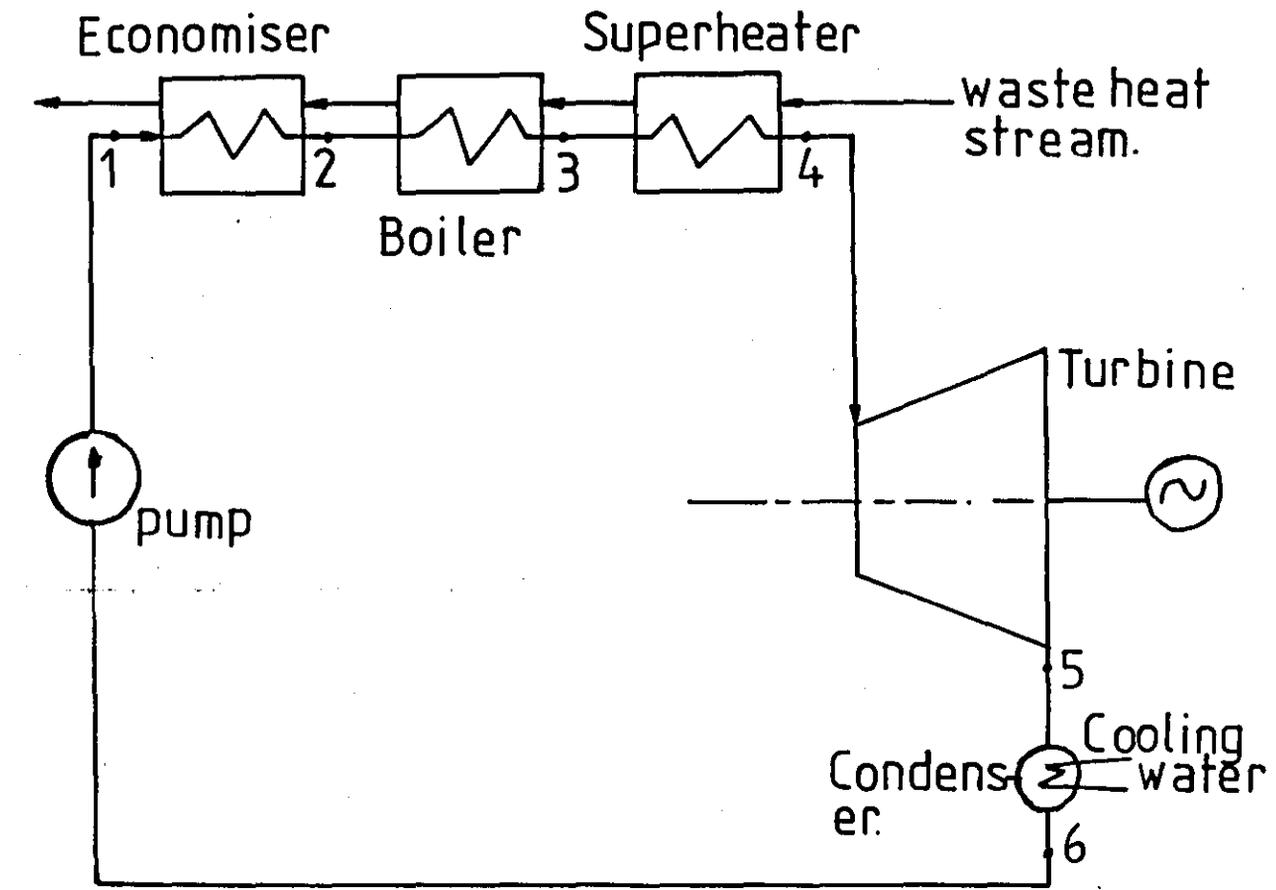 Economiser
Superheater
waste heat
stream.
1
2
3
4
Boiler
Turbine
pump
5
Cooling
water
Condens
er.
6